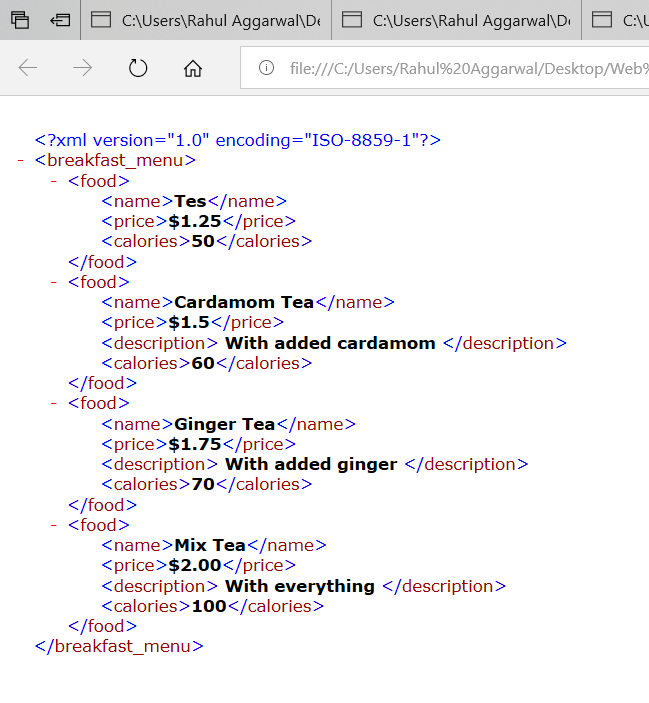 C:\Users\Rahul Aggarwal\De
C:\Users\Rahul Aggarwal\De
C:\U
file:///C:/Users/Rahul%20Aggarwal/Desktop/Web%
<?xml version="1.0" encoding="ISO-8859-1"?>
- <breakfast_menu>
- <food>
<name>Tes</name>
<price>$1.25</price>
<calories>50</calories>
</food>
- <food>
<name>Cardamom Tea</name>
<price>$1.5</price>
<description> With added cardamom </description>
<calories>60</calories>
</food>
- <food>
<name>Ginger Tea</name>
<price>$1.75</price>
<description> With added ginger </description>
<calories>70</calories>
</food>
- <food>
<name>Mix Tea</name>
<price>$2.00</price>
<description> With everything </description>
<calories>100</calories>
</food>
</breakfast_menu>